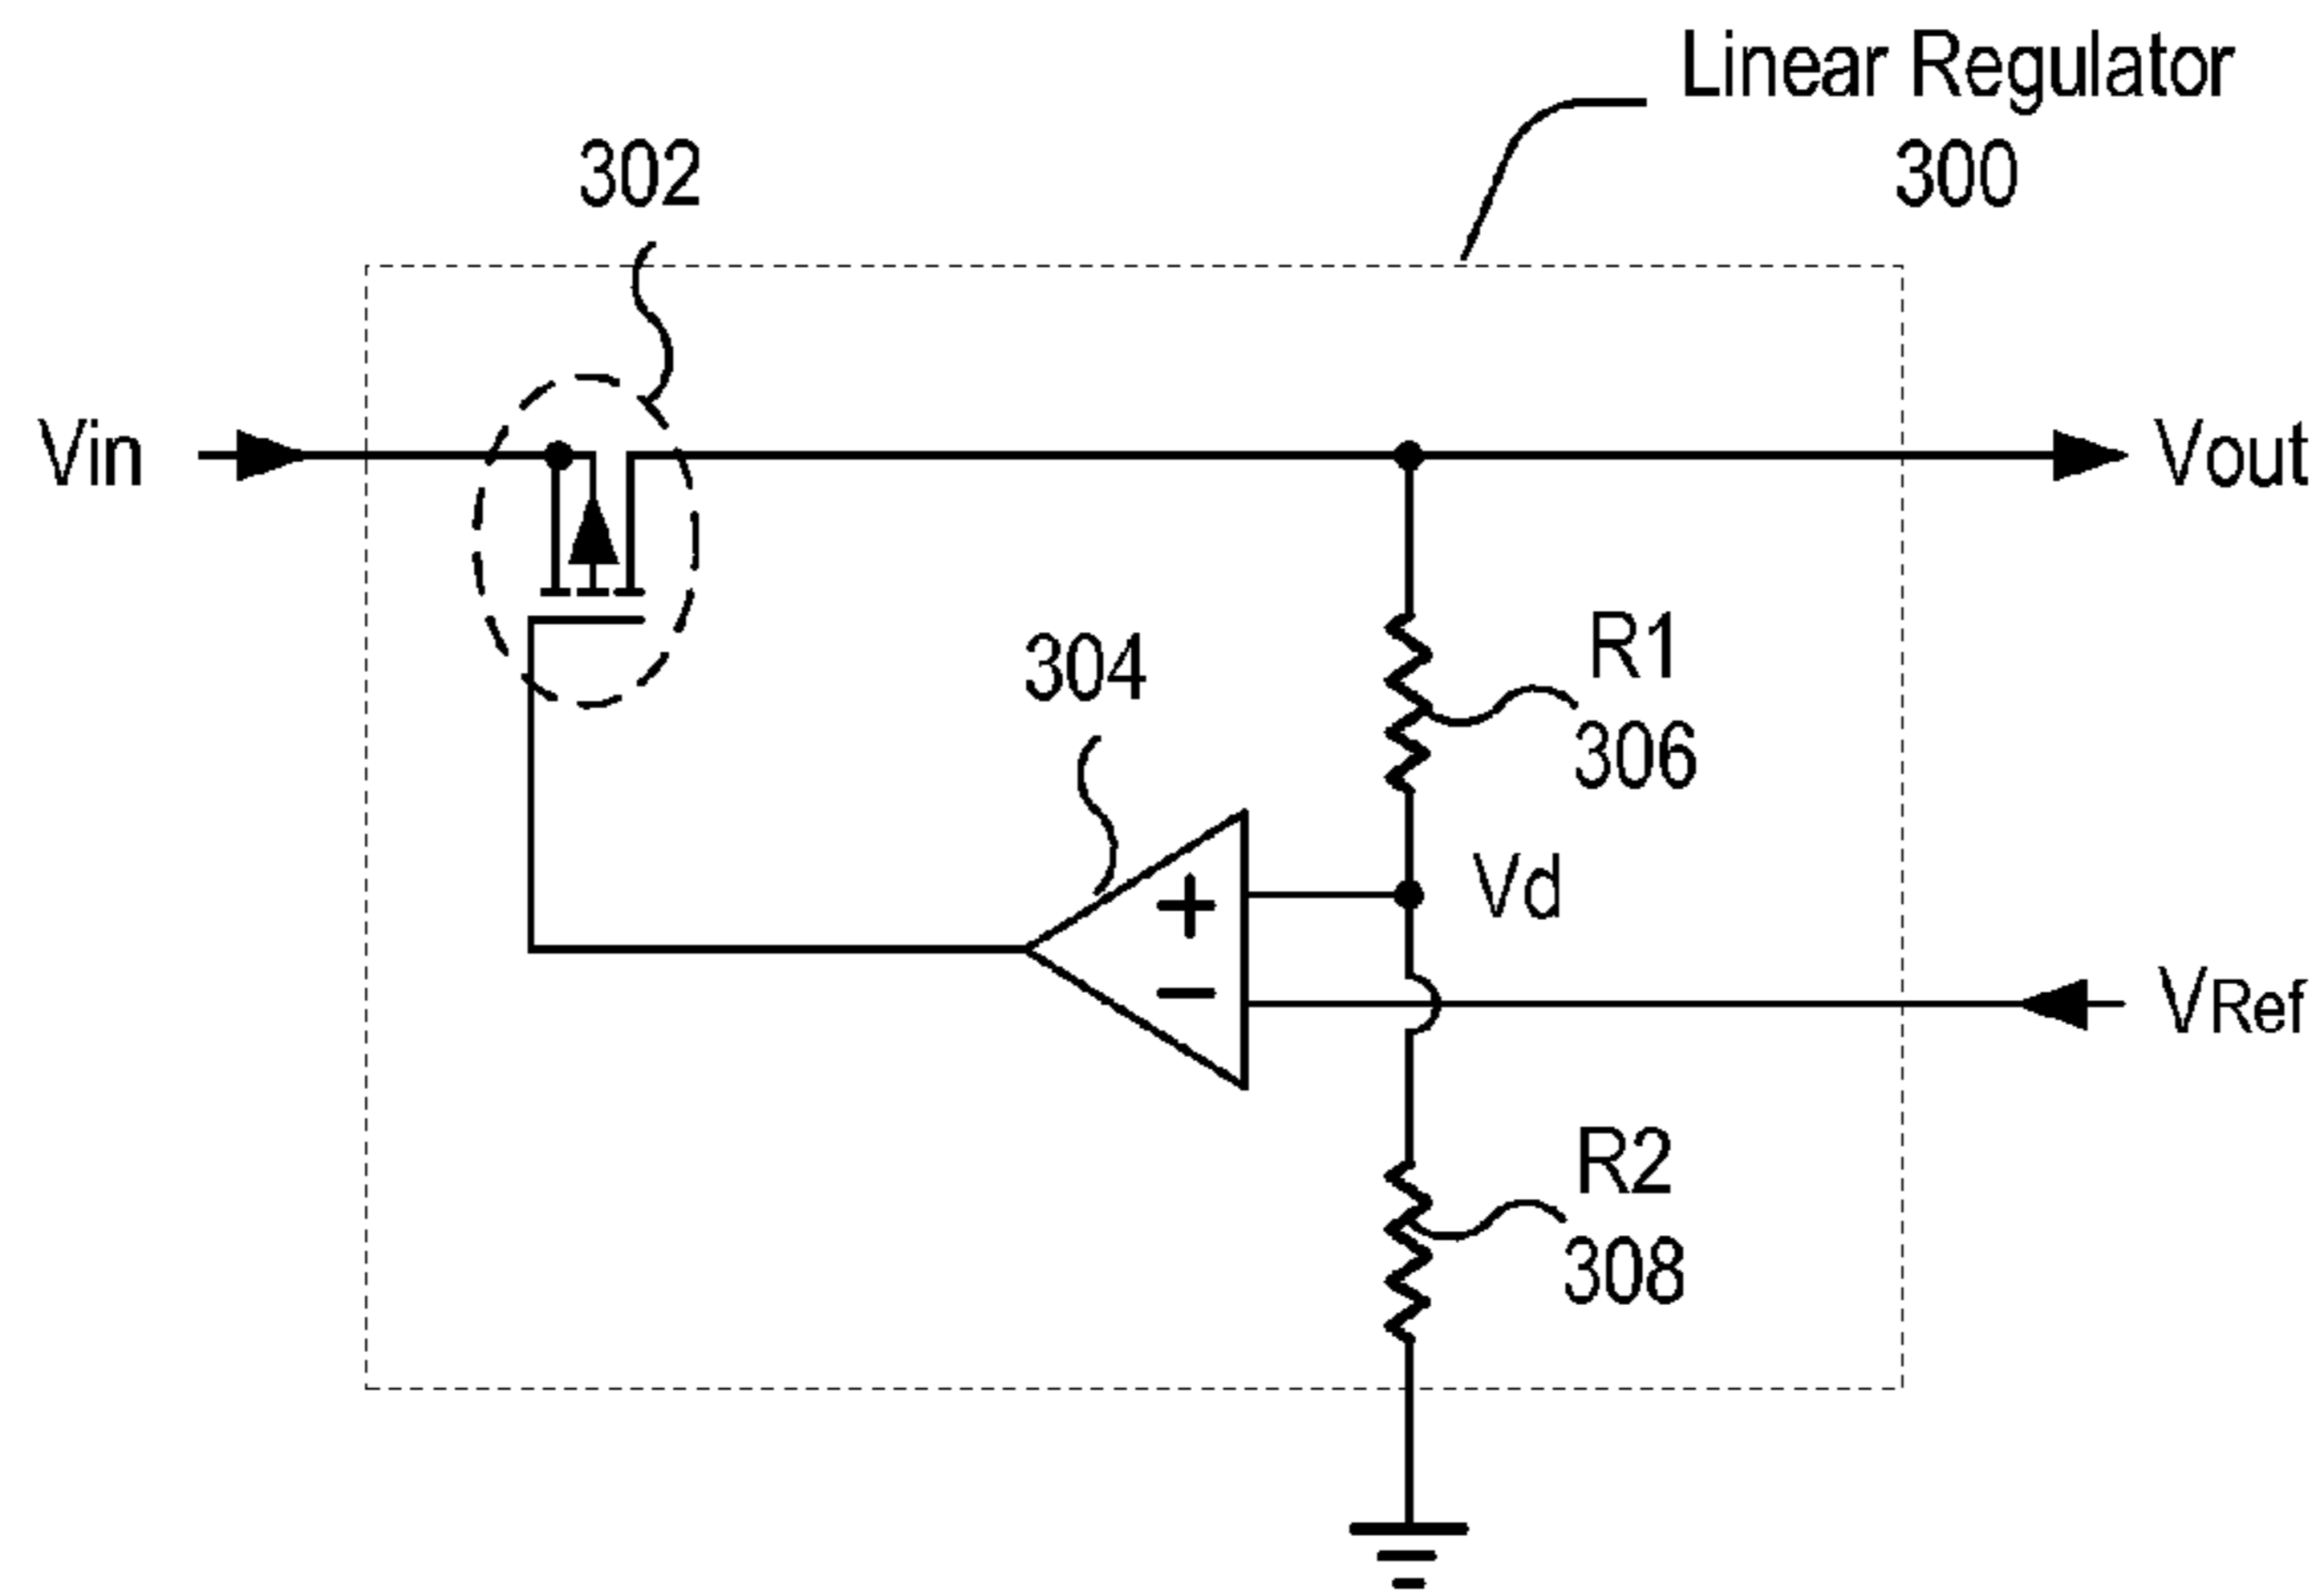 Linear Regulator
300
302
Vin
Vout
304
R1
306
+
Vd
−
VRef
R2
308